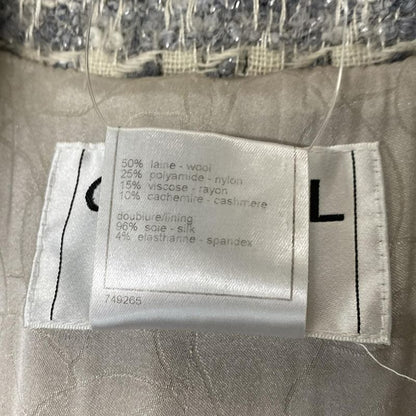 50% laine - wool
25% polyamide - nylon
15% viscose - rayon
10% cachemire - cashmere
doublure/lining
96% soie - silk
4% elasthanne - spandex
749265
C L